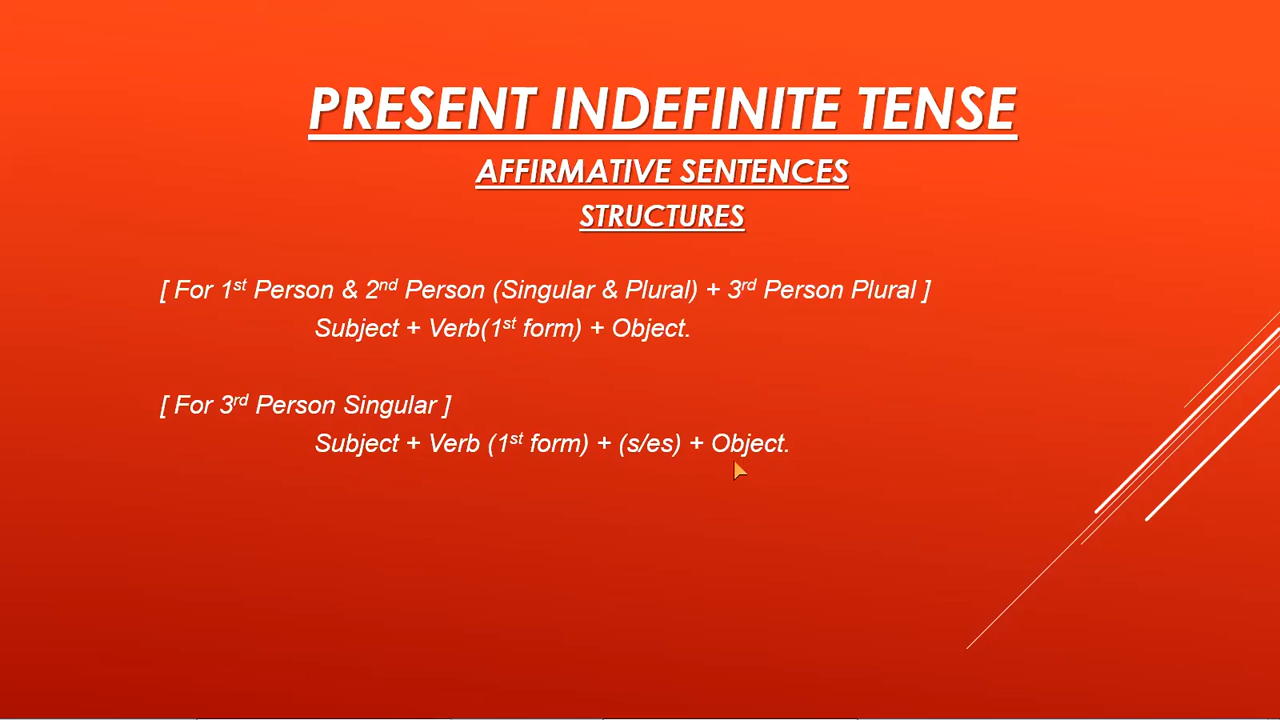 PRESENT INDEFINITE TENSE
AFFIRMATIVE SENTENCES
STRUCTURES
[ For 1st Person & 2nd Person (Singular & Plural) + 3rd Person Plural ]
Subject + Verb(1st form) + Object.
[ For 3rd Person Singular ]
Subject + Verb (1st form) + (s/es) + Object.